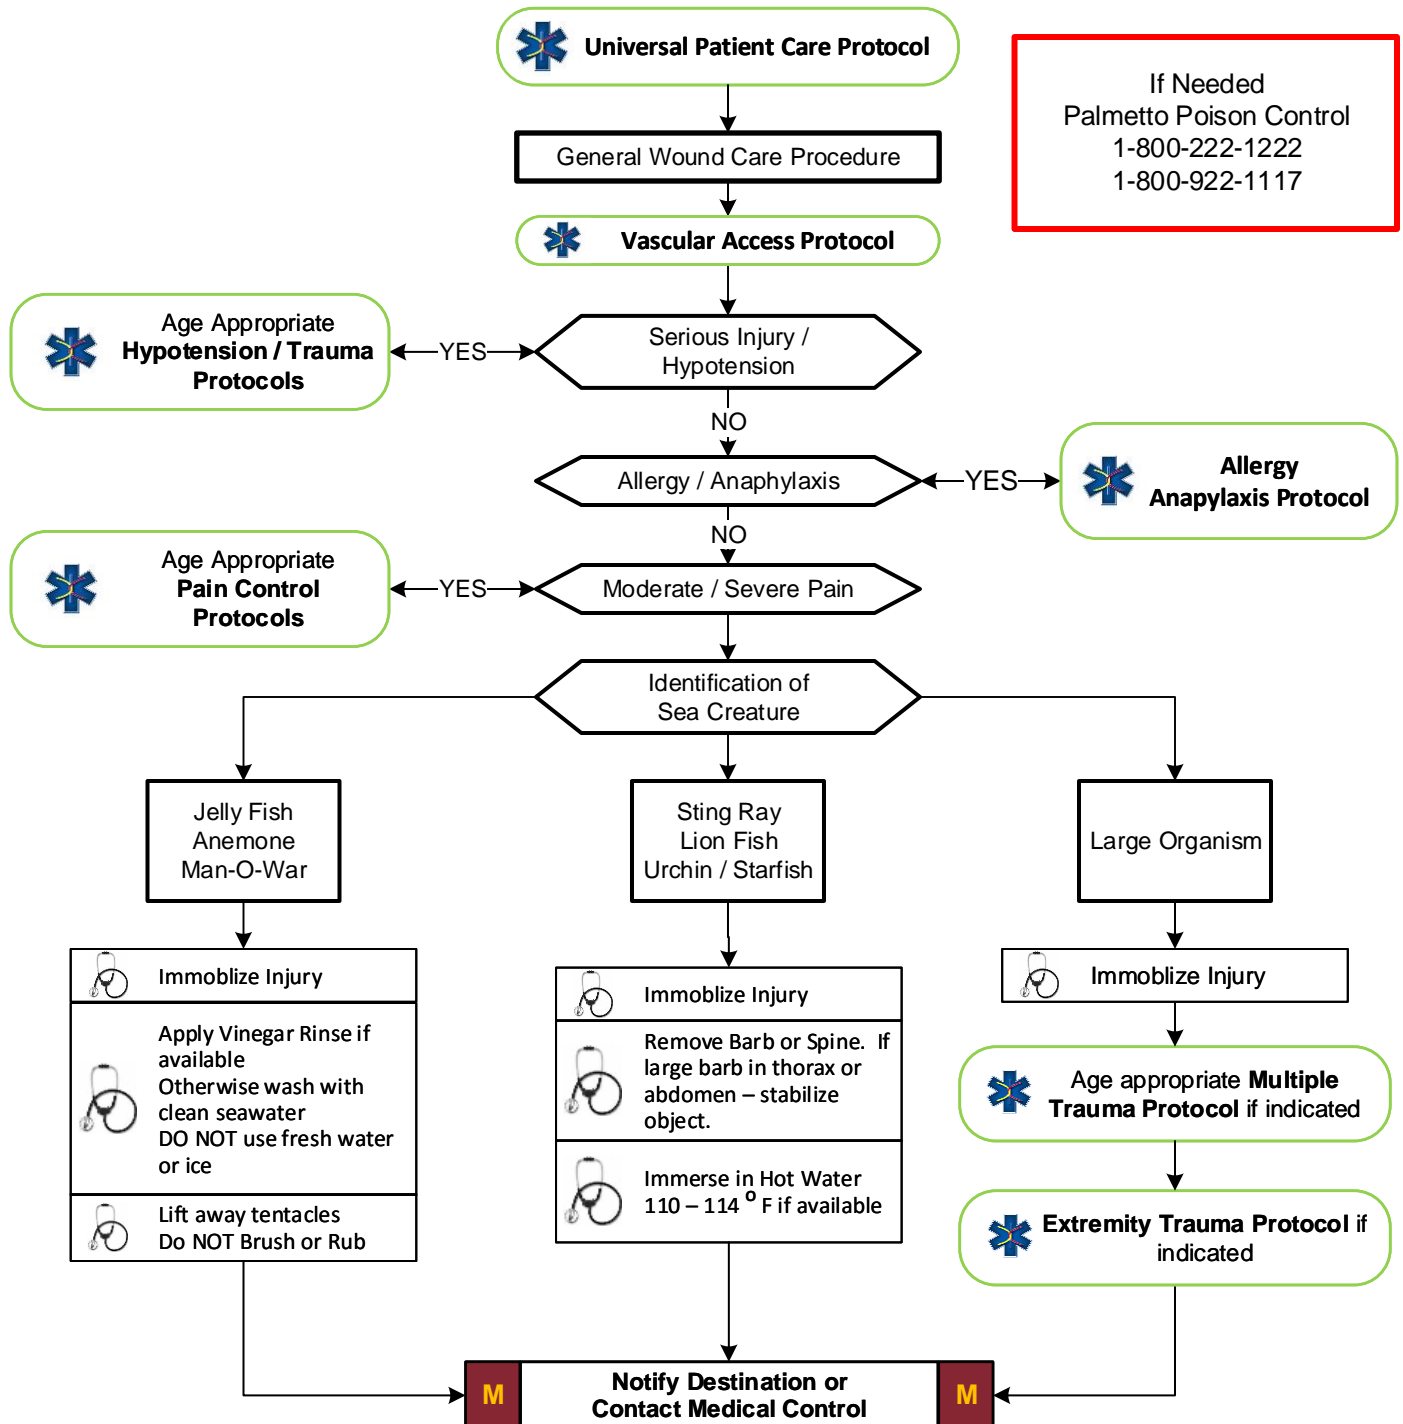 Universal Patient Care Protocol
If Needed
Palmetto Poison Control
1-800-222-1222
1-800-922-1117
General Wound Care Procedure
Vascular Access Protocol
Age Appropriate
Hypotension / Trauma
Protocols
YES
Serious Injury /
Hypotension
NO
Allergy / Anaphylaxis
YES
Allergy
Anapylaxis Protocol
NO
Age Appropriate
Pain Control
Protocols
YES
Moderate / Severe Pain
Identification of
Sea Creature
Jelly Fish
Anemone
Man-O-War
Sting Ray
Lion Fish
Urchin / Starfish
Large Organism
Immoblize Injury
Apply Vinegar Rinse if
available
Otherwise wash with
clean seawater
DO NOT use fresh water
or ice
Lift away tentacles
Do NOT Brush or Rub
Immoblize Injury
Remove Barb or Spine. If
large barb in thorax or
abdomen – stabilize
object.
Immerse in Hot Water
110 – 114 ° F if available
Immoblize Injury
Age appropriate Multiple
Trauma Protocol if indicated
Extremity Trauma Protocol if
indicated
M
Notify Destination or
Contact Medical Control
M